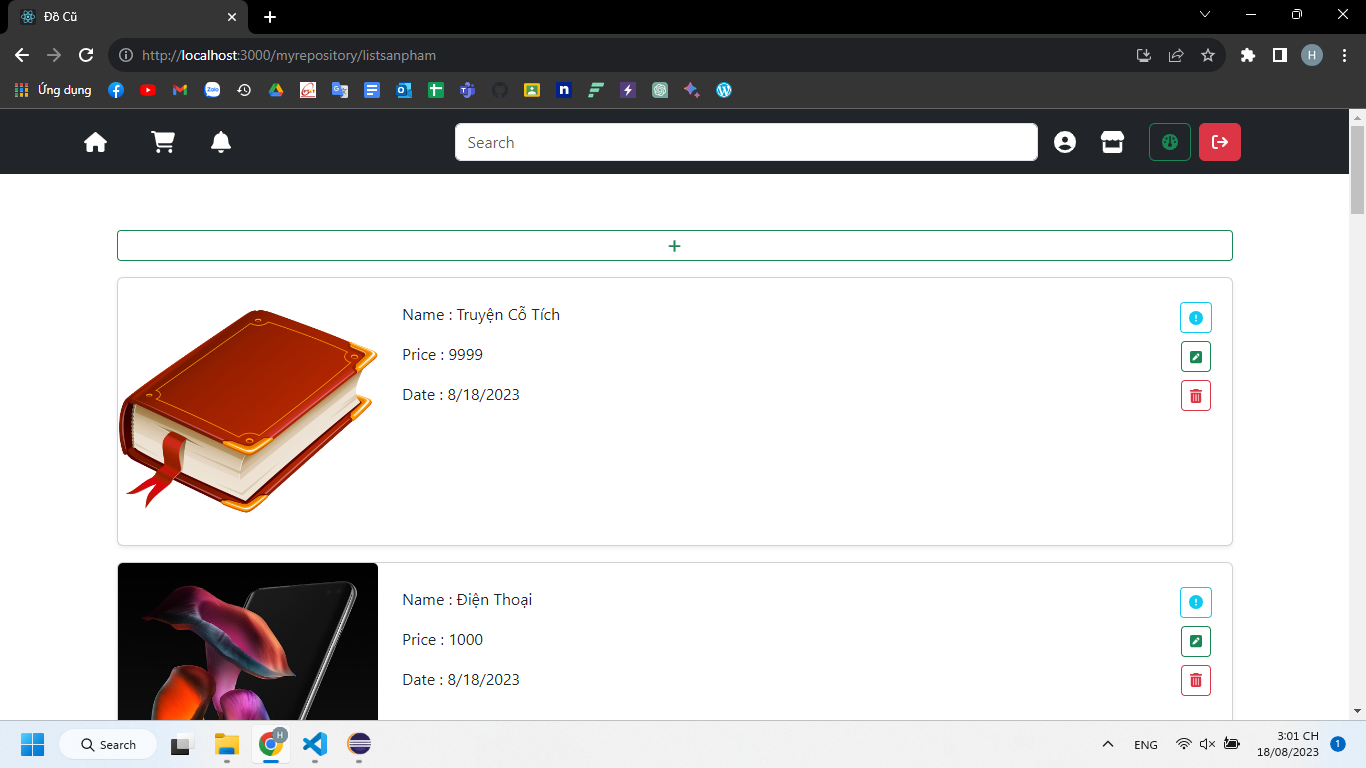 Đồ Cũ
http://localhost:3000/myrepository/listsanpham
H
Ứng dụng
Search
+
Name : Truyện Cỗ Tích
Price : 9999
Date : 8/18/2023
Name : Điện Thoại
Price : 1000
Date : 8/18/2023
Search
H
ENG
3:01 CH
18/08/2023
1